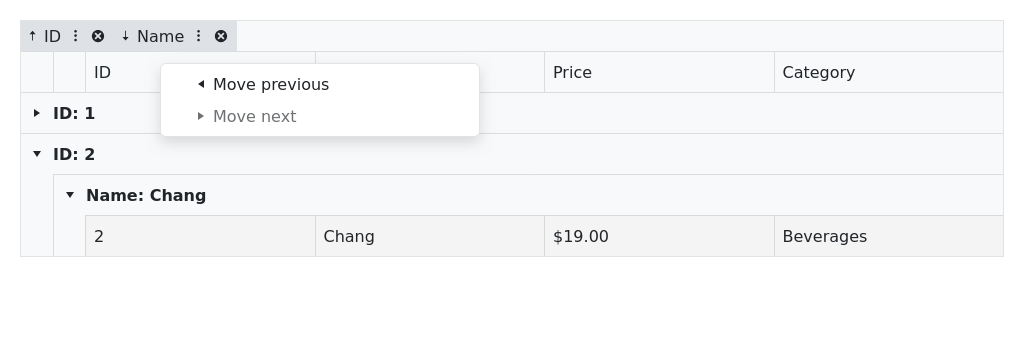 ID Name
ID Price Category
Move previous
Move next
ID: 1
ID: 2
Name: Chang
2 Chang $19.00 Beverages